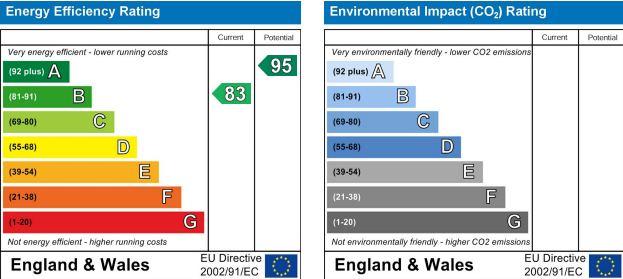 Energy Efficiency Rating
Current Potential
Very energy efficient - lower running costs
(92 plus) A
(81-91) B
(69-80) C
(55-68) D
(39-54) E
(21-38) F
(1-20) G
83
95
Not energy efficient - higher running costs
England & Wales
EU Directive
2002/91/EC
Environmental Impact (CO₂) Rating
Current Potential
Very environmentally friendly - lower CO2 emissions
(92 plus) A
(81-91) B
(69-80) C
(55-68) D
(39-54) E
(21-38) F
(1-20) G
Not environmentally friendly - higher CO2 emissions
England & Wales
EU Directive
2002/91/EC